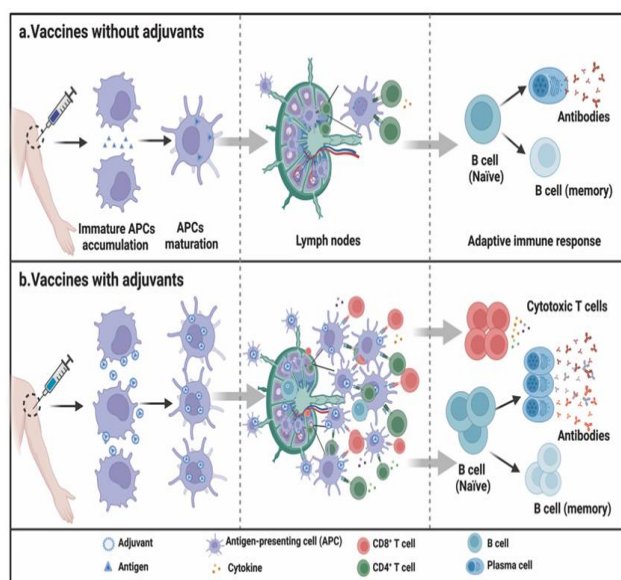 a.Vaccines without adjuvants
Immature APCs
accumulation
APCs
maturation
Lymph nodes
B cell
(Naïve)
Antibodies
B cell (memory)
Adaptive immune response
b.Vaccines with adjuvants
Cytotoxic T cells
B cell
(Naïve)
Antibodies
B cell (memory)
Adjuvant
Antigen-presenting cell (APC)
CD8⁺ T cell
B cell
Antigen
Cytokine
CD4⁺ T cell
Plasma cell